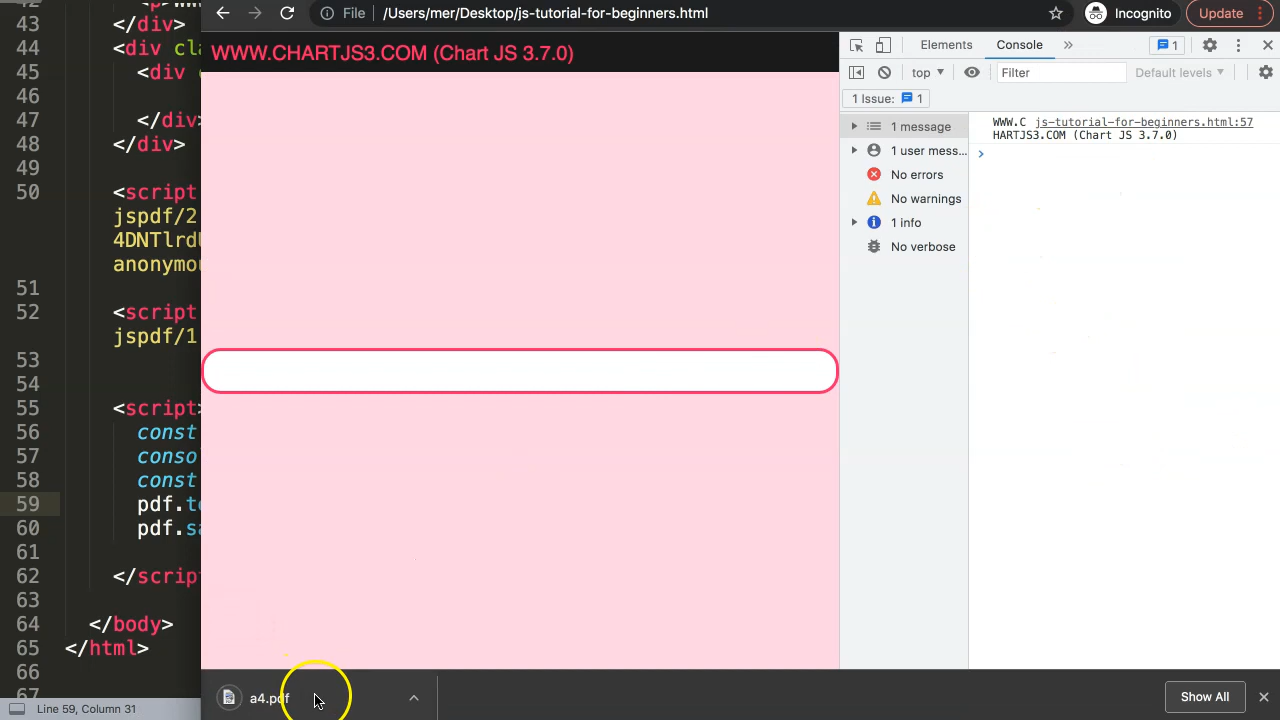 42 <p>ww
43 </div>
44 <div cla
45 <div c
46
47 </div>
48 </div>
49
50 <script
jspdf/2
4DNTlrdU
anonymou
51
52 <script
jspdf/1
53
54
55 <script>
56 const
57 conso
58 const
59 pdf.te
60 pdf.sa
61
62 </script
63
64 </body>
65 </html>
66
67
Line 59, Column 31
File /Users/mer/Desktop/js-tutorial-for-beginners.html
Incognito
Update
WWW.CHARTJS3.COM (Chart JS 3.7.0)
Elements Console » 1
top Filter Default levels
1 Issue: 1
1 message
1 user mess...
No errors
No warnings
1 info
No verbose
WWW.C js-tutorial-for-beginners.html:57
HARTJS3.COM (Chart JS 3.7.0)
a4.pdf
Show All